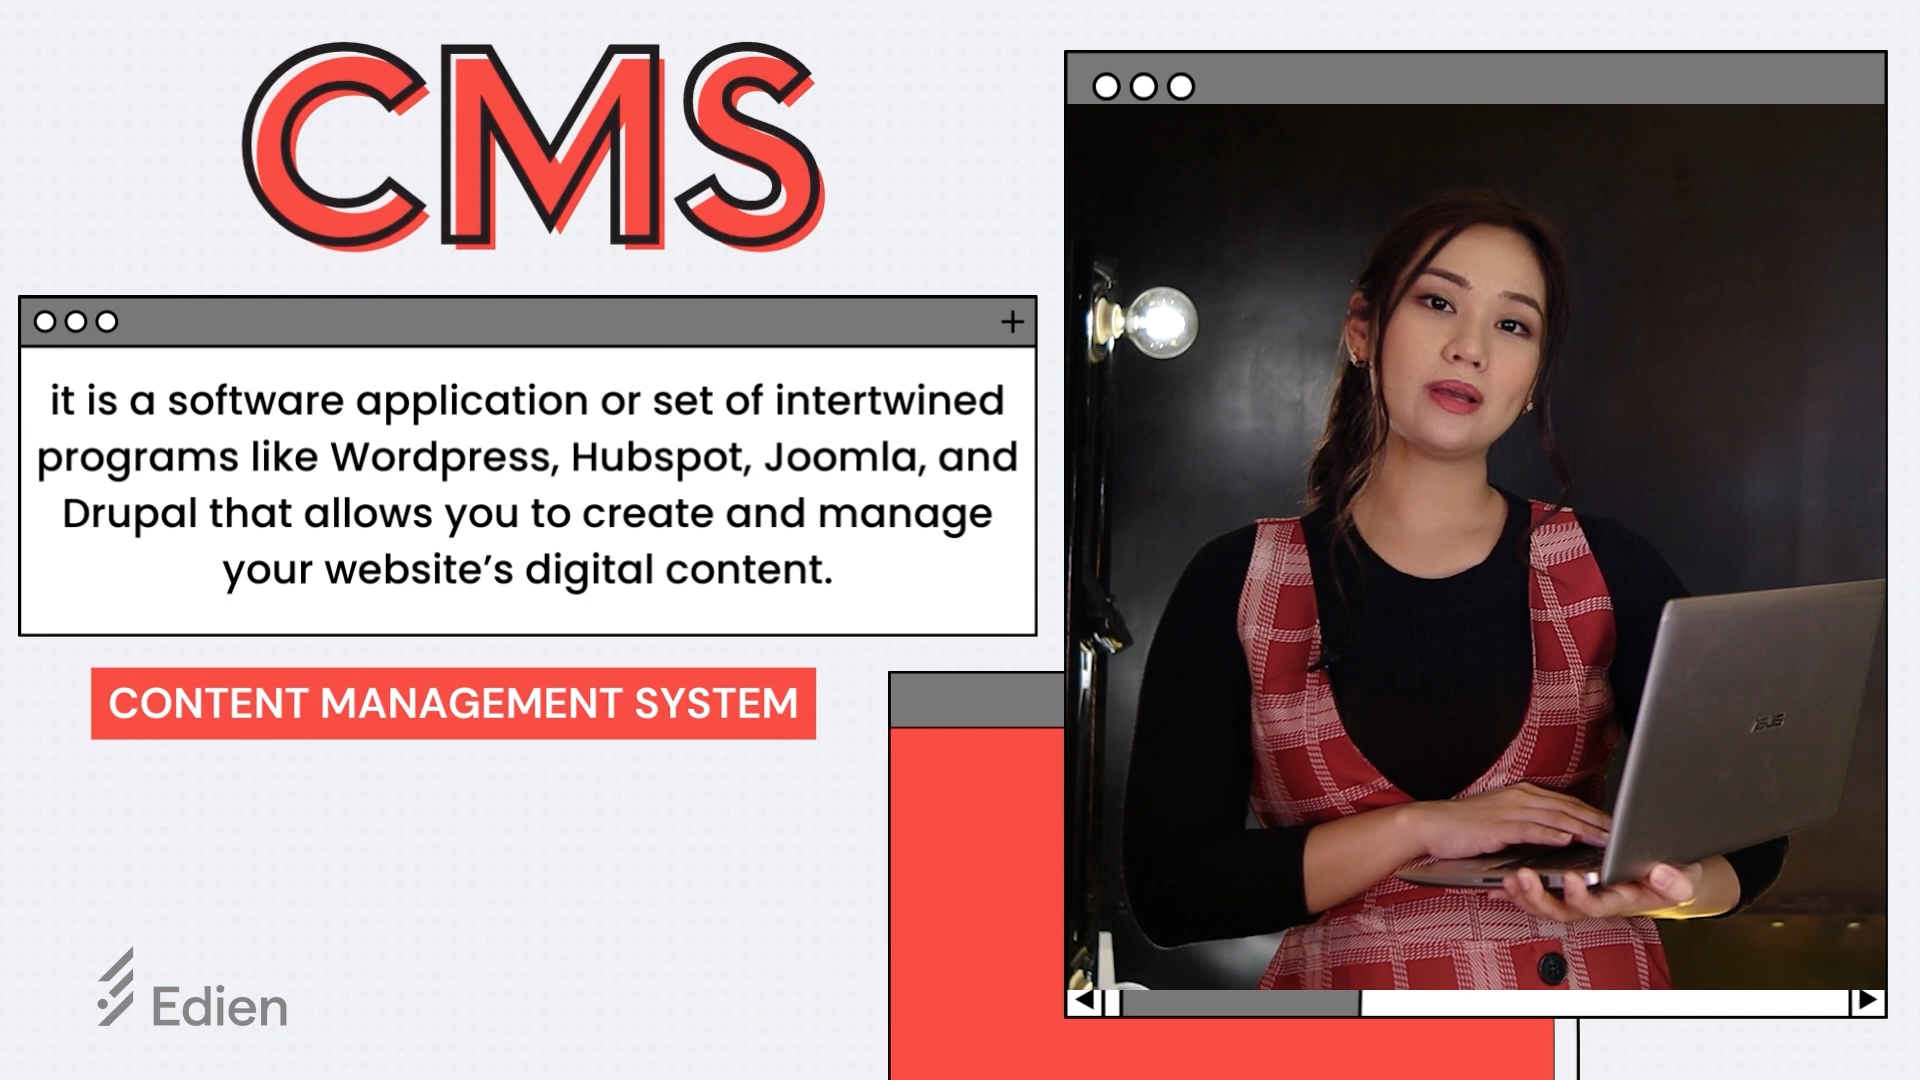 CMS
it is a software application or set of intertwined
programs like Wordpress, Hubspot, Joomla, and
Drupal that allows you to create and manage
your website’s digital content.
CONTENT MANAGEMENT SYSTEM
ASUS
Edien